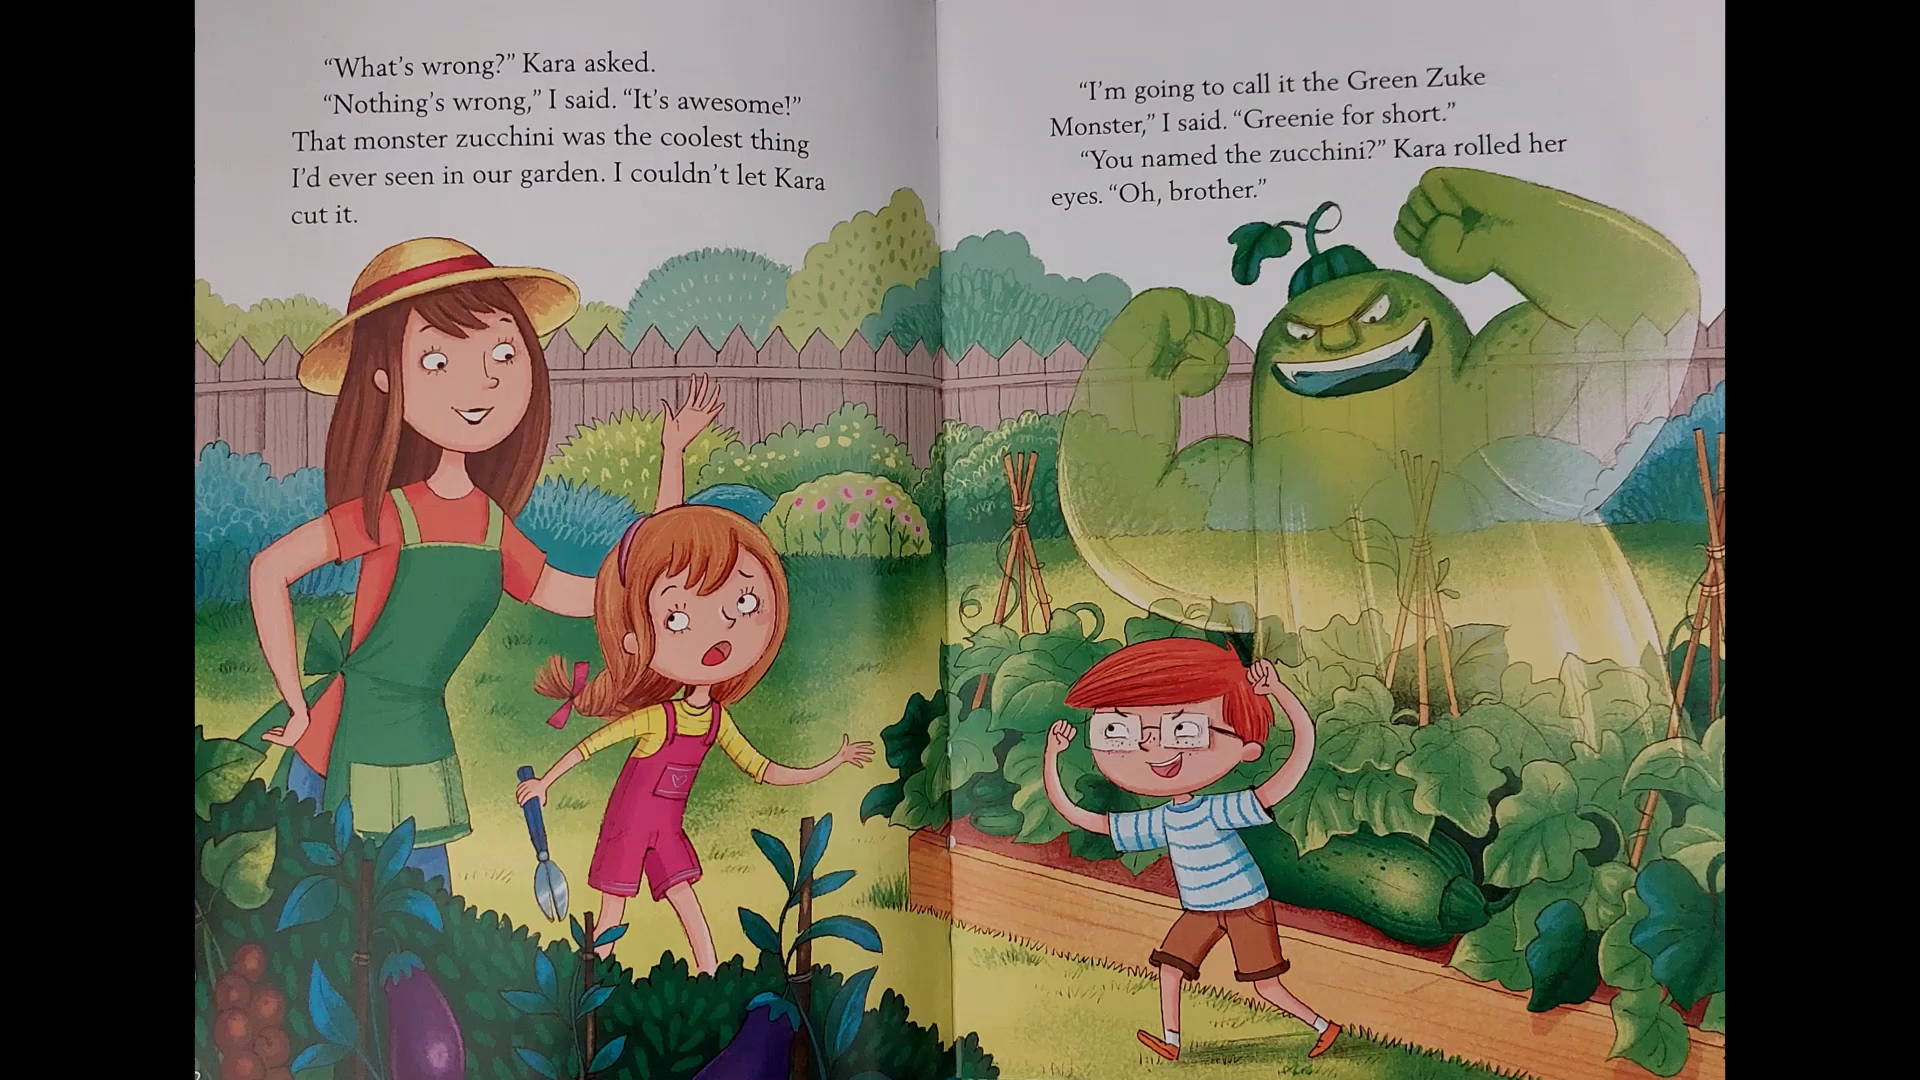 “What’s wrong?” Kara asked.
“Nothing’s wrong,” I said. “It’s awesome!”
That monster zucchini was the coolest thing
I’d ever seen in our garden. I couldn’t let Kara
cut it.
“I’m going to call it the Green Zuke
Monster,” I said. “Greenie for short.”
“You named the zucchini?” Kara rolled her
eyes. “Oh, brother.”